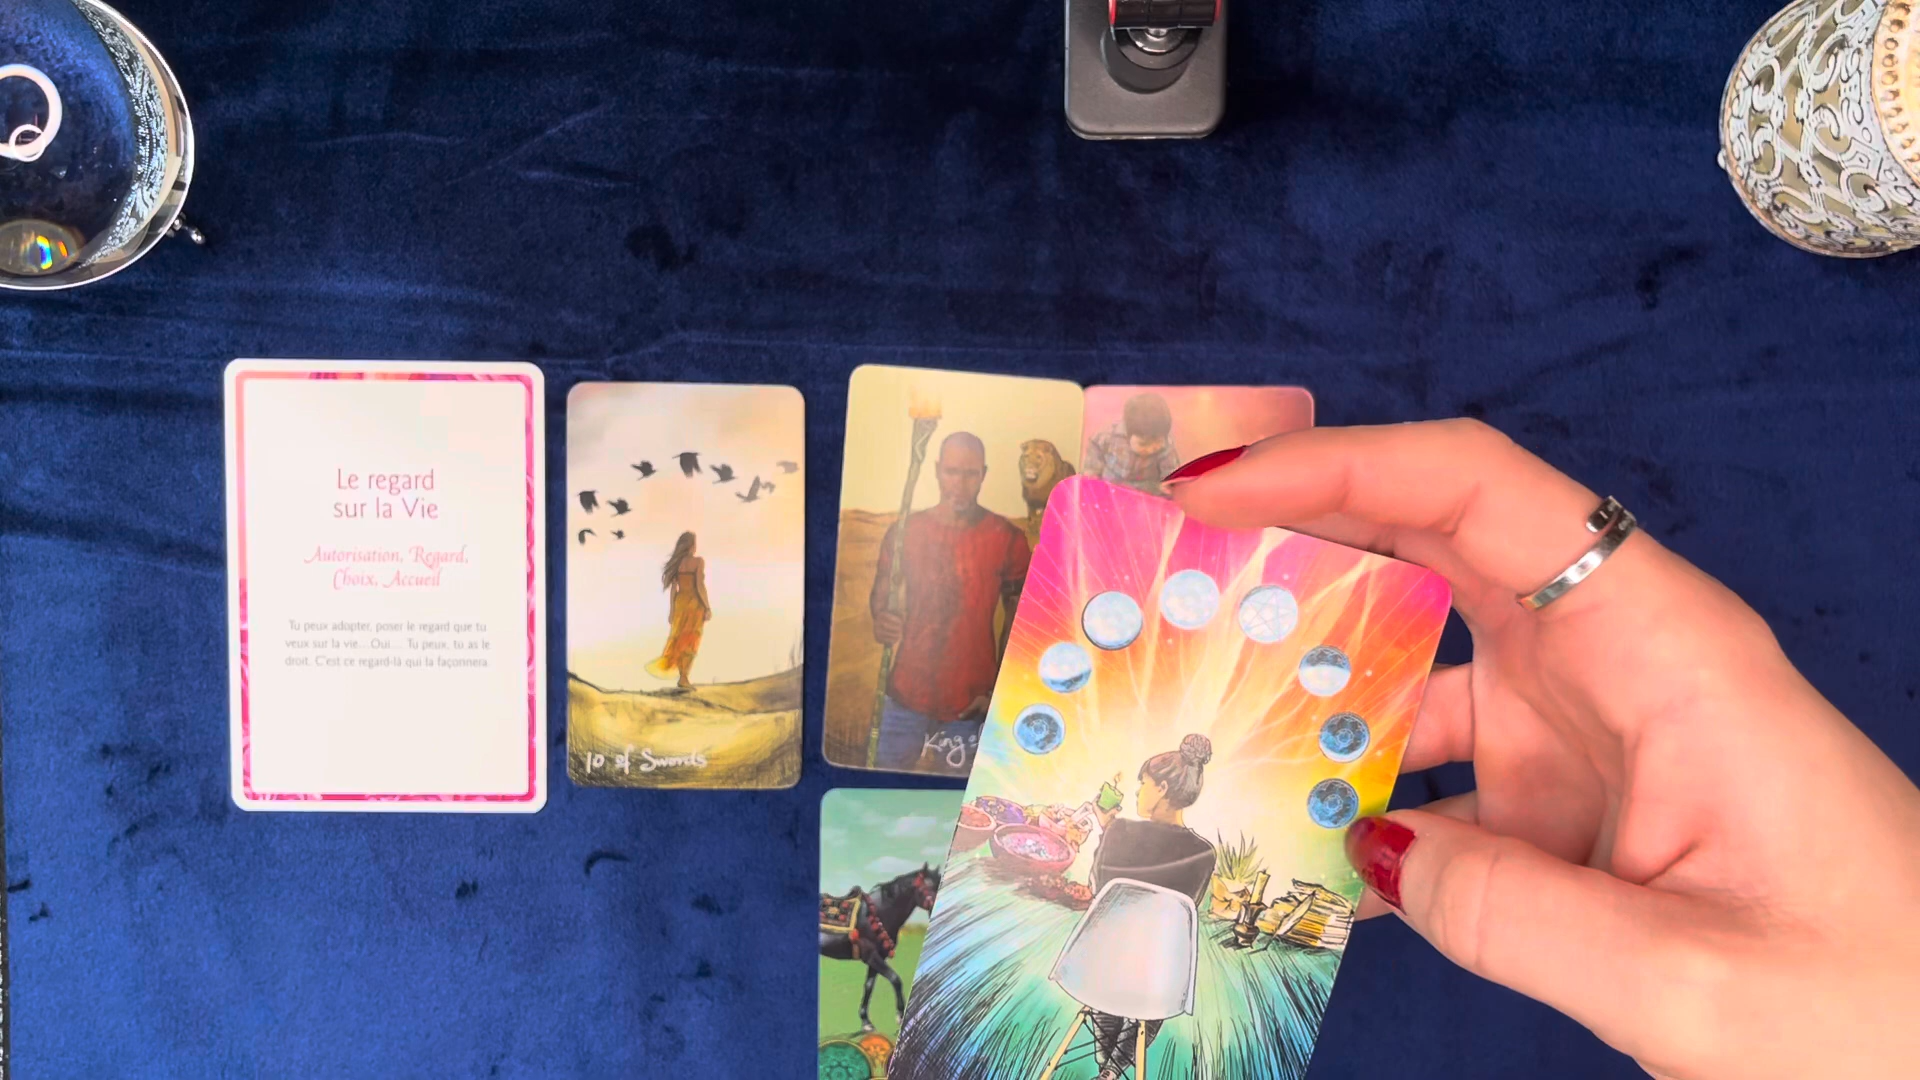 Le regard
sur la Vie
Autorisation, Regard,
Choix, Accueil
Tu peux adopter, poser le regard que tu
veux sur la vie... Oui... Tu peux, tu as le
droit. C'est ce regard-là qui la façonnera.
10 of Swords
King of